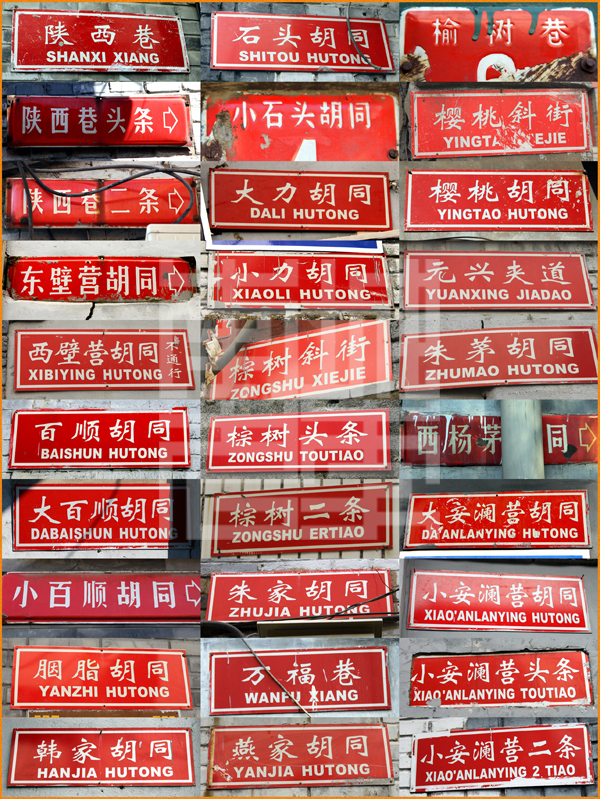 陕西巷
SHANXI XIANG
石头胡同
SHITOU HUTONG
榆树巷
陕西巷头条
小石头胡同
樱桃斜街
陕西巷二条
大力胡同
DALI HUTONG
樱桃胡同
YINGTAO HUTONG
东壁营胡同
小力胡同
XIAOLI HUTONG
元兴夹道
YUANXING JIADAO
西壁营胡同
XIBIYING HUTONG
不通行
棕树斜街
ZONGSHU XIEJIE
朱茅胡同
ZHUMAO HUTONG
百顺胡同
BAISHUN HUTONG
棕树头条
ZONGSHU TOUTIAO
西杨茅 同
大百顺胡同
DABAISHUN HUTONG
棕树二条
ZONGSHU ERTIAO
大安澜营胡同
DA'ANLANYING HUTONG
小百顺胡同
朱家胡同
ZHUJIA HUTONG
小安澜营胡同
XIAO'ANLANYING HUTONG
胭脂胡同
YANZHI HUTONG
万福巷
WANFU XIANG
小安澜营头条
XIAO'ANLANYING TOUTIAO
韩家胡同
HANJIA HUTONG
燕家胡同
YANJIA HUTONG
小安澜营二条
XIAO'ANLANYING 2 TIAO